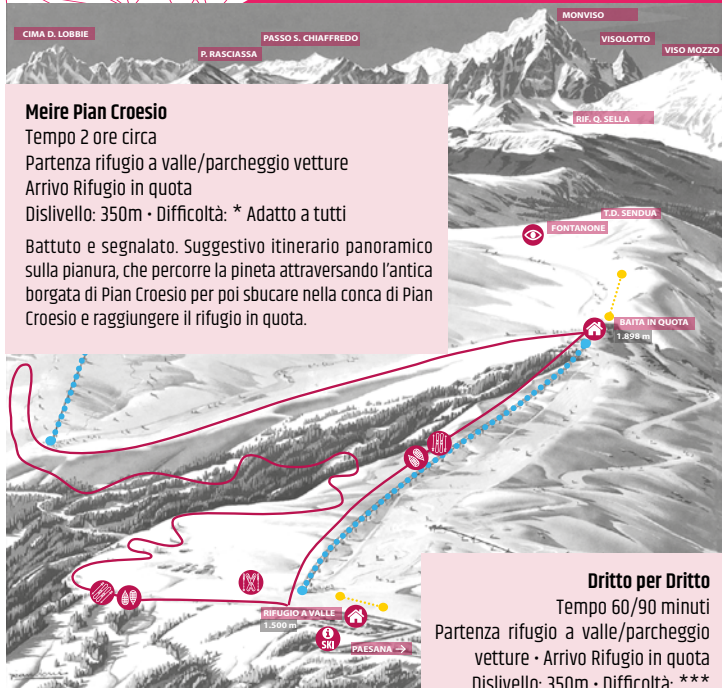 CIMA D. LOBBIE
P. RASCIASSA
PASSO S. CHIAFFREDO
MONVISO
VISOLOTTO
VISO MOZZO
RIF. Q. SELLA
Meire Pian Croesio
Tempo 2 ore circa
Partenza rifugio a valle/parcheggio vetture
Arrivo Rifugio in quota
Dislivello: 350m • Difficoltà: * Adatto a tutti
Battuto e segnalato. Suggestivo itinerario panoramico
sulla pianura, che percorre la pineta attraversando l'antica
borgata di Pian Croesio per poi sbucare nella conca di Pian
Croesio e raggiungere il rifugio in quota.
T.D. SENDUA
FONTANONE
BAITA IN QUOTA
1.898 m
RIFUGIO A VALLE
1.500 m
i
SKI
PAESANA →
Dritto per Dritto
Tempo 60/90 minuti
Partenza rifugio a valle/parcheggio
vetture • Arrivo Rifugio in quota
Dislivello: 350m • Difficoltà: ***